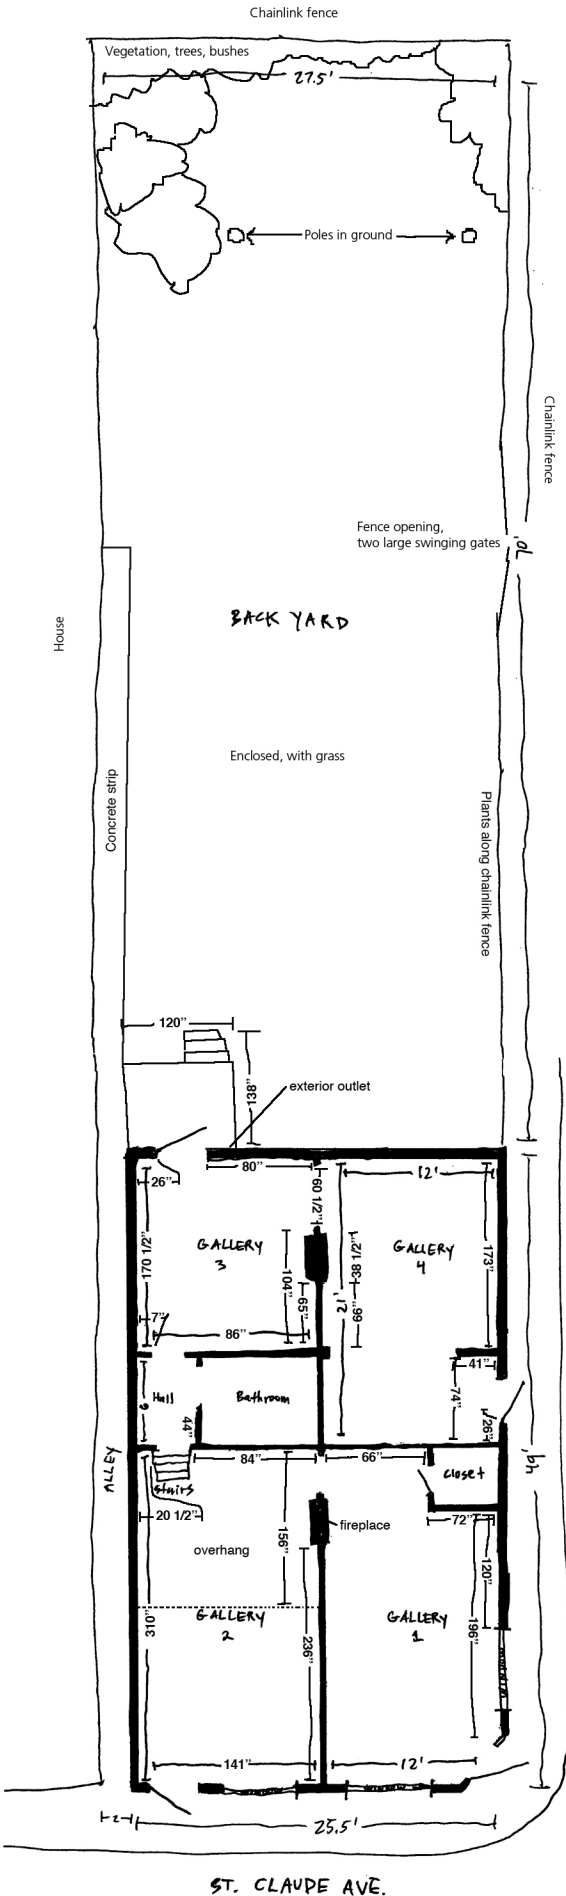 Chainlink fence
Vegetation, trees, bushes
27.5'
Poles in ground
Chainlink fence
Fence opening,
two large swinging gates
70'
BACK YARD
House
Enclosed, with grass
Concrete strip
Plants along chainlink fence
120"
138"
exterior outlet
80"
26"
60 1/2"
12'
GALLERY
3
GALLERY
4
170 1/2"
104"
38 1/2"
173"
65"
66"
21'
7"
86"
41"
Hall
Bathroom
74"
44"
26"
84"
66"
closet
ALLEY
stairs
20 1/2"
72"
fireplace
156"
overhang
120"
GALLERY
2
GALLERY
1
310"
236"
196"
141"
12'
2
25.5'
ST. CLAUDE AVE.